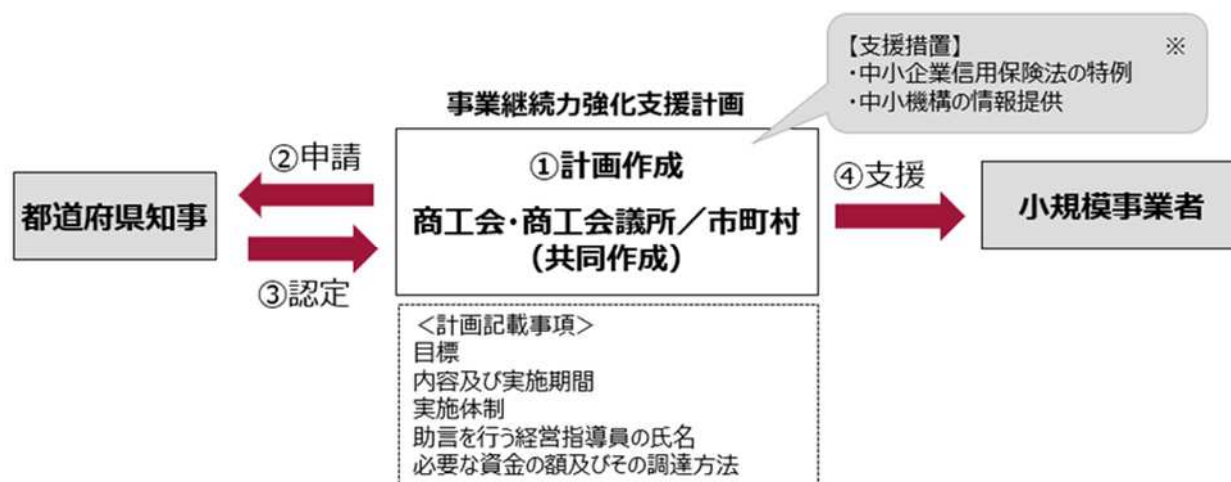 【支援措置】 ※
・中小企業信用保険法の特例
・中小機構の情報提供
事業継続力強化支援計画
②申請
①計画作成
④支援
都道府県知事
商工会・商工会議所／市町村
（共同作成）
小規模事業者
③認定
＜計画記載事項＞
目標
内容及び実施期間
実施体制
助言を行う経営指導員の氏名
必要な資金の額及びその調達方法